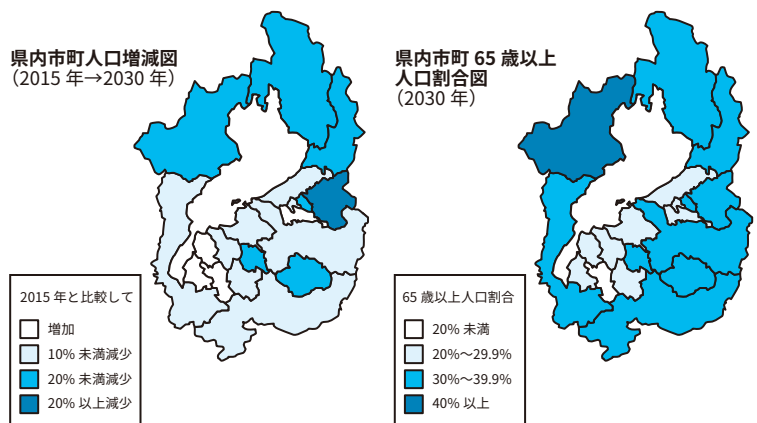 県内市町人口増減図
（2015 年→2030 年）
2015 年と比較して
増加
10% 未満減少
20% 未満減少
20% 以上減少
県内市町 65 歳以上
人口割合図
（2030 年）
65 歳以上人口割合
20% 未満
20%～29.9%
30%～39.9%
40% 以上